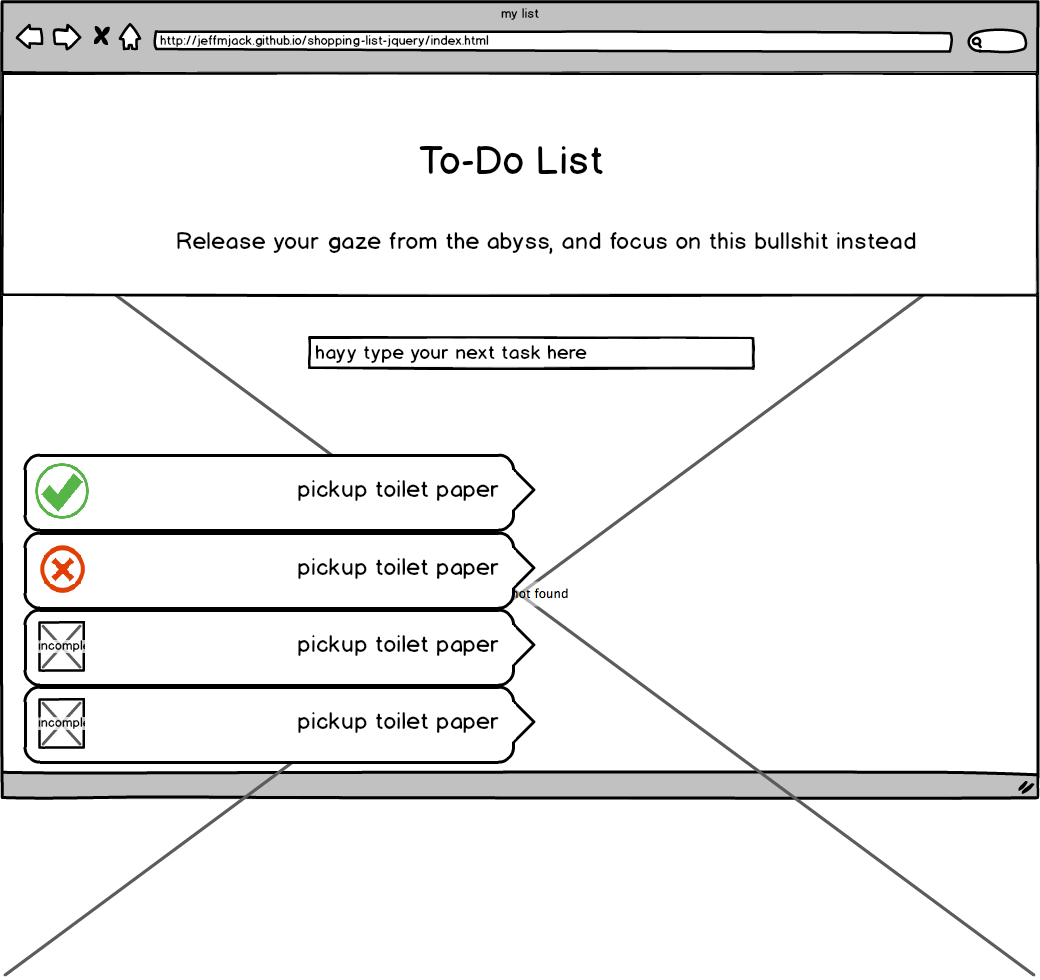 my list
http://jeffmjack.github.io/shopping-list-jquery/index.html
To-Do List
Release your gaze from the abyss, and focus on this bullshit instead
hayy type your next task here
pickup toilet paper
pickup toilet paper
not found
incomple
pickup toilet paper
incomple
pickup toilet paper